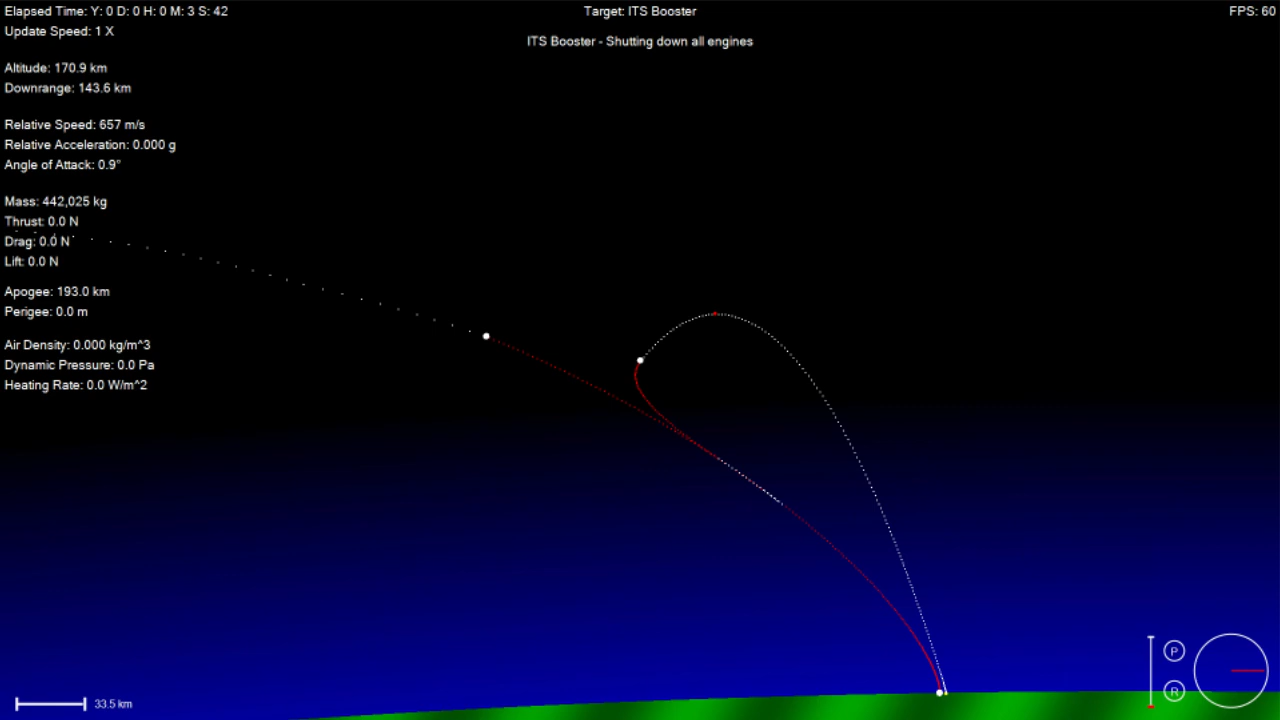 Elapsed Time: Y: 0 D: 0 H: 0 M: 3 S: 42
Target: ITS Booster
FPS: 60
Update Speed: 1 X
ITS Booster - Shutting down all engines
Altitude: 170.9 km
Downrange: 143.6 km
Relative Speed: 657 m/s
Relative Acceleration: 0.000 g
Angle of Attack: 0.9°
Mass: 442,025 kg
Thrust: 0.0 N
Drag: 0.0 N
Lift: 0.0 N
Apogee: 193.0 km
Perigee: 0.0 m
Air Density: 0.000 kg/m^3
Dynamic Pressure: 0.0 Pa
Heating Rate: 0.0 W/m^2
P
R
33.5 km